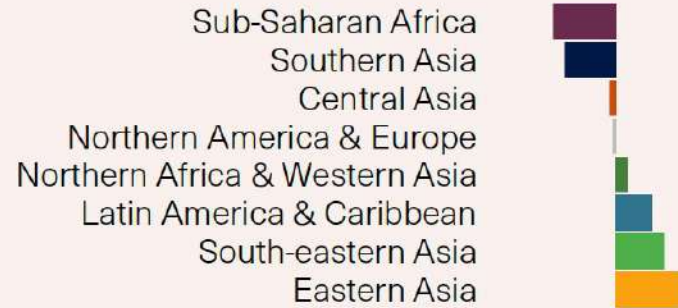 Sub-Saharan Africa
Southern Asia
Central Asia
Northern America & Europe
Northern Africa & Western Asia
Latin America & Caribbean
South-eastern Asia
Eastern Asia